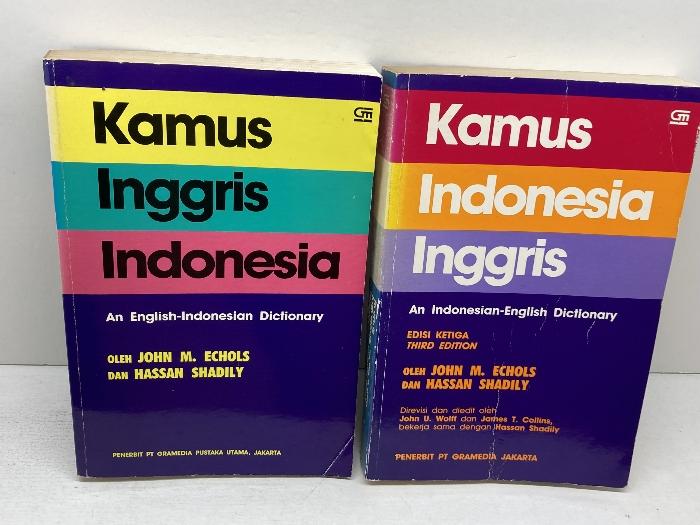 Kamus
Inggris
Indonesia
An English-Indonesian Dictionary
OLEH JOHN M. ECHOLS
DAN HASSAN SHADILY
PENERBIT PT GRAMEDIA PUSTAKA UTAMA, JAKARTA
Kamus
Indonesia
Inggris
An Indonesian-English Dictionary
EDISI KETIGA
THIRD EDITION
OLEH JOHN M. ECHOLS
DAN HASSAN SHADILY
Direvisi dan diedit oleh
John U. Wolff dan James T. Collins,
bekerja sama dengan Hassan Shadily
PENERBIT PT GRAMEDIA JAKARTA